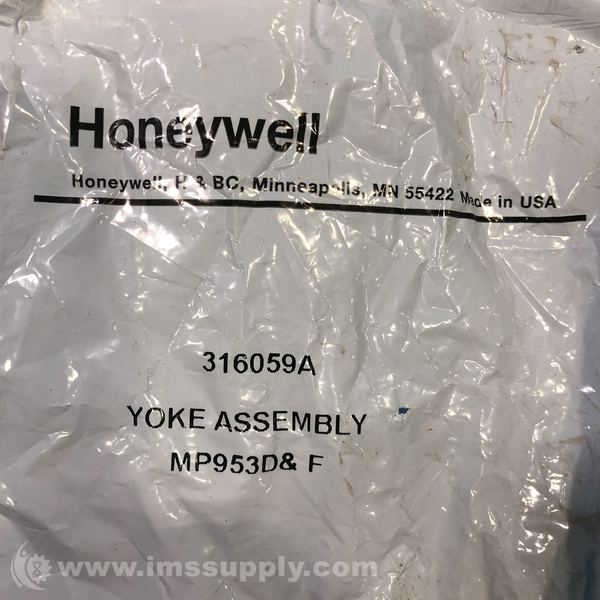 Honeywell
Honeywell, H & BC, Minneapolis, MN 55422 Made in USA
316059A
YOKE ASSEMBLY
MP953D& F
www.imssupply.com